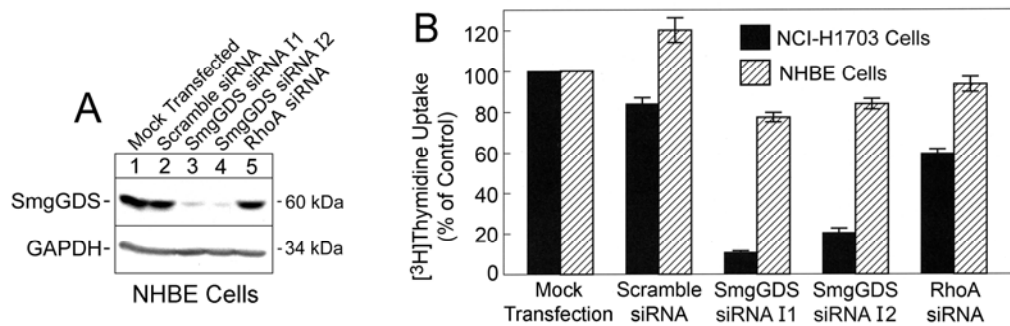 A
Mock Transfected
Scramble siRNA
SmgGDS siRNA I1
SmgGDS siRNA I2
RhoA siRNA
1 2 3 4 5
SmgGDS- - 60 kDa
GAPDH- - 34 kDa
NHBE Cells
B
[³H]Thymidine Uptake
(% of Control)
120
100
80
60
40
20
0
NCI-H1703 Cells
NHBE Cells
Mock
Transfection
Scramble
siRNA
SmgGDS
siRNA I1
SmgGDS
siRNA I2
RhoA
siRNA